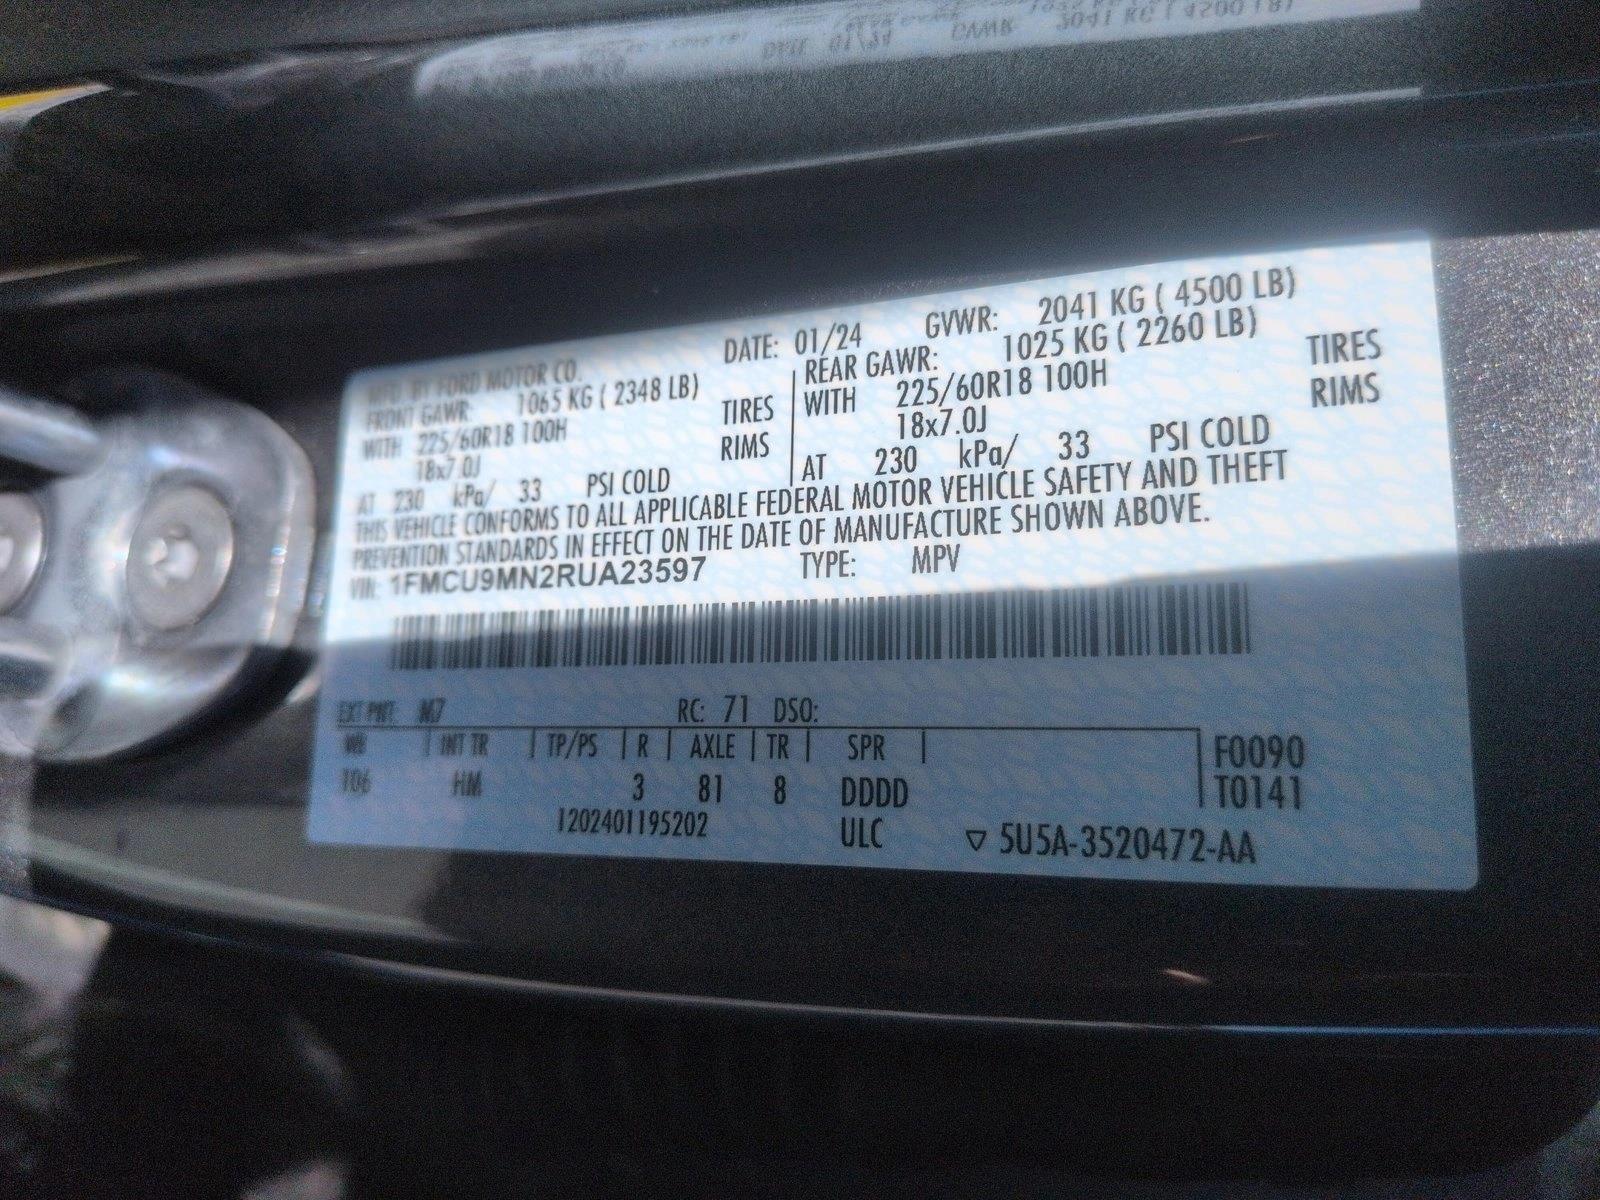 MFD. BY FORD MOTOR CO. DATE: 01/24 GVWR: 2041 KG ( 4500 LB)
FRONT GAWR: 1065 KG ( 2348 LB) REAR GAWR: 1025 KG ( 2260 LB)
WITH 225/60R18 100H TIRES WITH 225/60R18 100H TIRES
18x7.0J RIMS 18x7.0J RIMS
AT 230 kPa/ 33 PSI COLD AT 230 kPa/ 33 PSI COLD
THIS VEHICLE CONFORMS TO ALL APPLICABLE FEDERAL MOTOR VEHICLE SAFETY AND THEFT
PREVENTION STANDARDS IN EFFECT ON THE DATE OF MANUFACTURE SHOWN ABOVE.
VIN: 1FMCU9MN2RUA23597 TYPE: MPV
EXT PNT: M7 RC: 71 DSO:
WB INT TR TP/PS R AXLE TR SPR F0090
106 HM 3 81 8 DDDD T0141
1202401195202 ULC ▽ 5U5A-3520472-AA